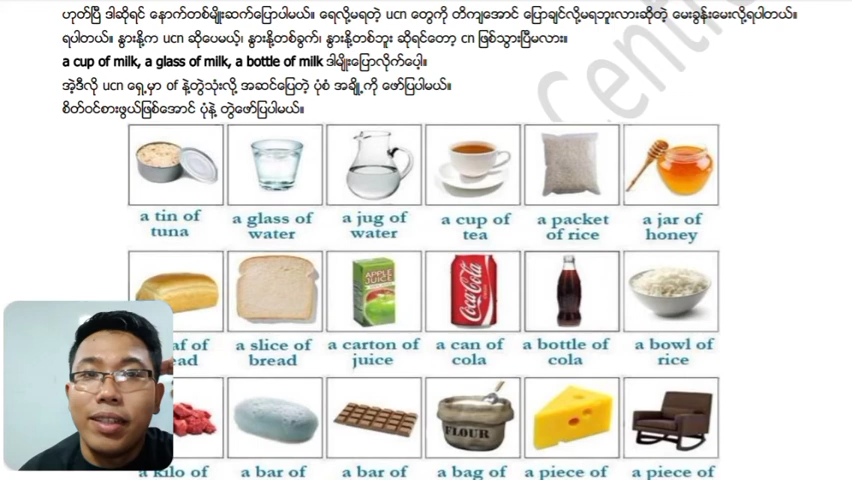 ဟုတ်ပြီ ဒါဆိုရင် နောက်တစ်မျိုးဆက်ပြောပါမယ်။ ရေလို့မရတဲ့ ucn တွေကို တိကျအောင် ပြောချင်လို့မရဘူးလားဆိုတဲ့ မေးခွန်းမေးလို့ရပါတယ်။
ရပါတယ်။ နွားနို့က ucn ဆိုပေမယ့်၊ နွားနို့တစ်ခွက်၊ နွားနို့တစ်ဘူး ဆိုရင်တော့ cn ဖြစ်သွားပြီမလား။
a cup of milk, a glass of milk, a bottle of milk ဒါမျိုးပြောလိုက်ပေါ့။
အဲ့ဒီလို ucn ရှေ့မှာ of နဲ့တွဲသုံးလို့ အဆင်ပြေတဲ့ ပုံစံ အချို့ကို ဖော်ပြပါမယ်။
စိတ်ဝင်စားဖွယ်ဖြစ်အောင် ပုံနဲ့ တွဲဖော်ပြပါမယ်။
Centr
a tin of tuna
a glass of water
a jug of water
a cup of tea
a packet of rice
a jar of honey
APPLE JUICE
Coca-Cola
af of ad
a slice of bread
a carton of juice
a can of cola
a bottle of cola
a bowl of rice
FLOUR
a kilo of
a bar of
a bar of
a bag of
a piece of
a piece of